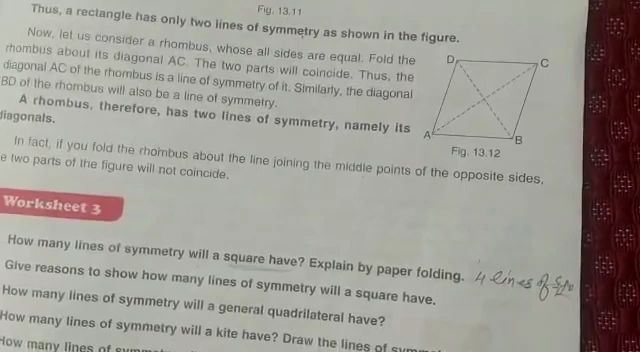 Fig. 13.11
Thus, a rectangle has only two lines of symmetry as shown in the figure.
Now, let us consider a rhombus, whose all sides are equal. Fold the
rhombus about its diagonal AC. The two parts will coincide. Thus, the
diagonal AC of the rhombus is a line of symmetry of it. Similarly, the diagonal
BD of the rhombus will also be a line of symmetry.
A rhombus, therefore, has two lines of symmetry, namely its
diagonals.
D
C
A
B
Fig. 13.12
In fact, if you fold the rhombus about the line joining the middle points of the opposite sides,
e two parts of the figure will not coincide.
Worksheet 3
How many lines of symmetry will a square have? Explain by paper folding. 4 lines of
Give reasons to show how many lines of symmetry will a square have.
How many lines of symmetry will a general quadrilateral have?
How many lines of symmetry will a kite have? Draw the lines of
How many lines of